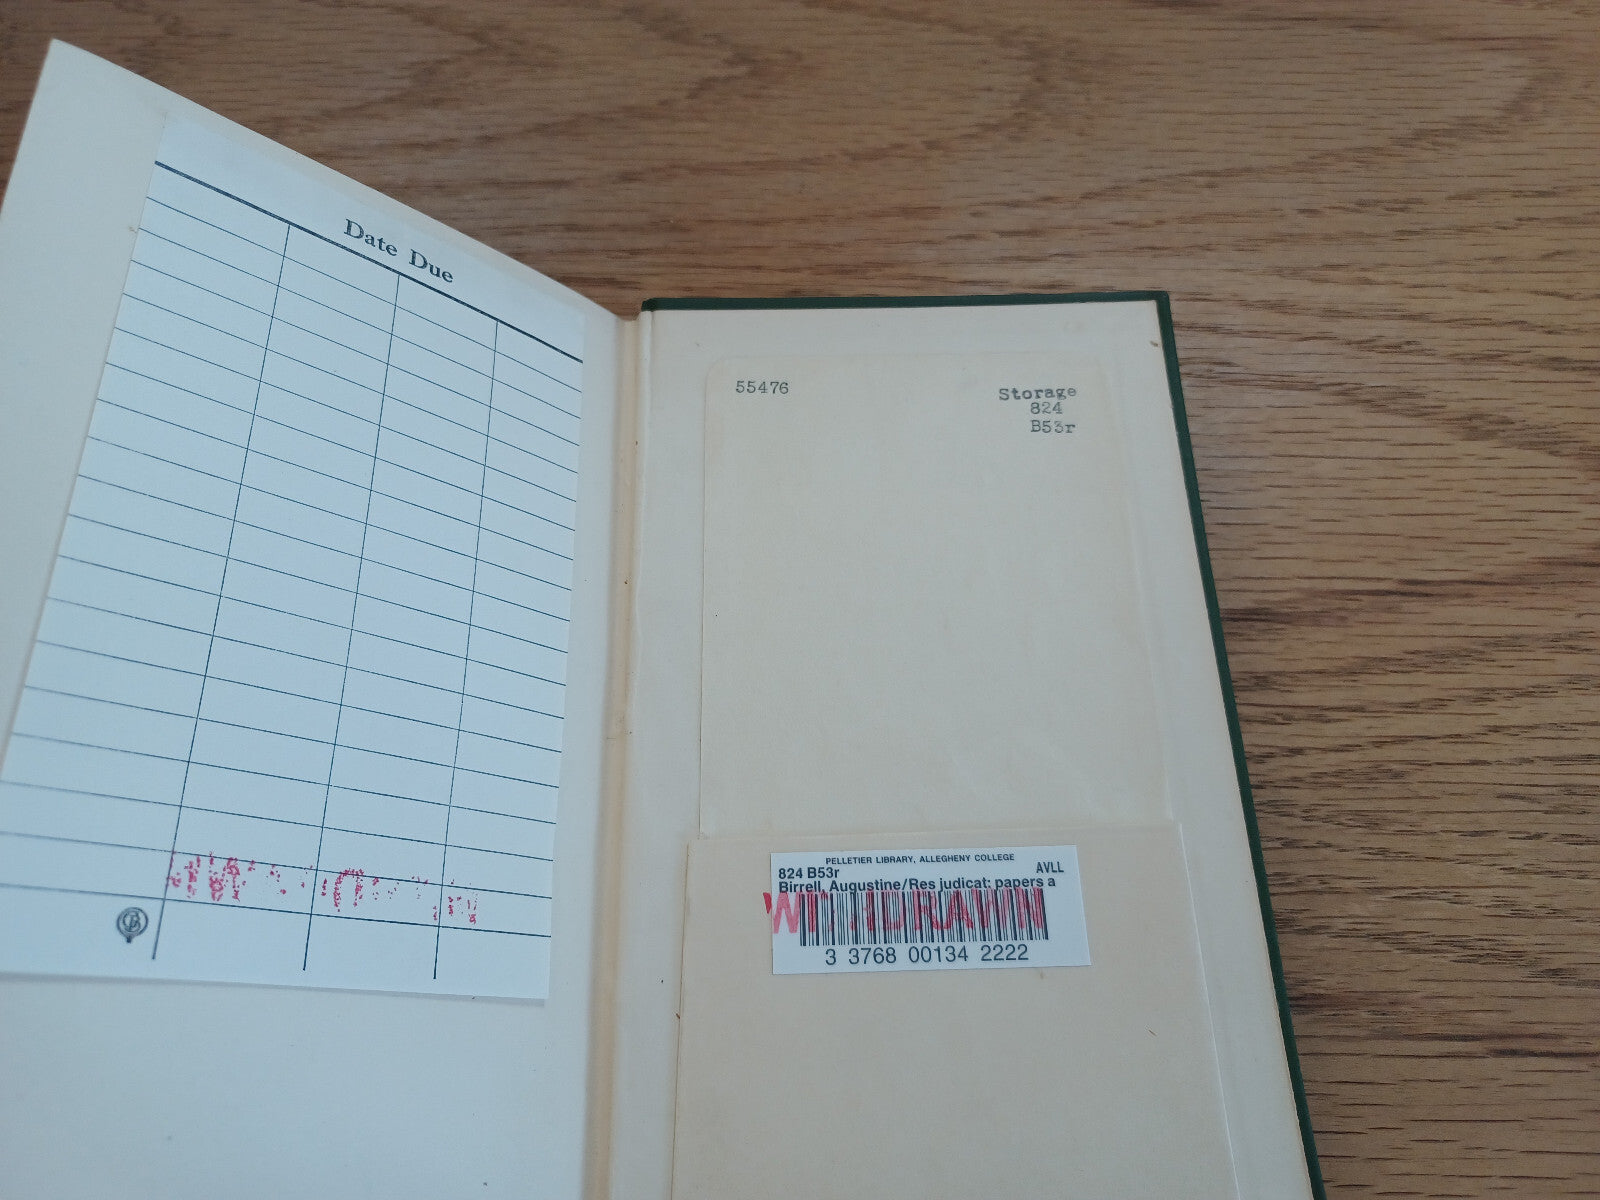 Date Due
55476
Storage
824
B53r
PELLETIER LIBRARY, ALLEGHENY COLLEGE
824 B53r AVLL
Birrell, Augustine/Res judicat: papers a
WITHDRAWN
3 3768 00134 2222